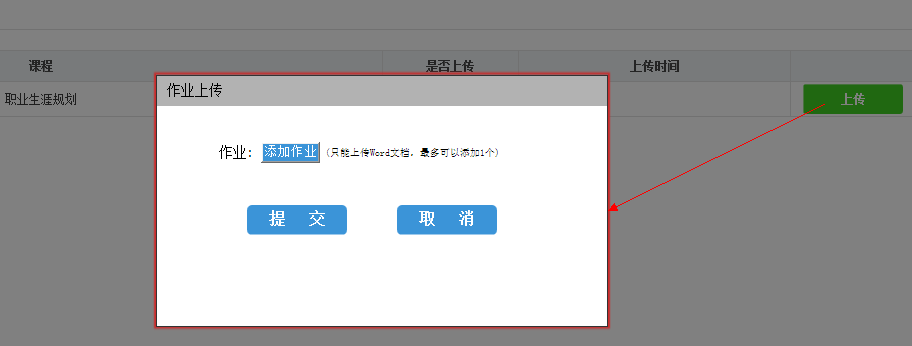 课程 是否上传 上传时间
职业生涯规划 上传
作业上传
作业: 添加作业 (只能上传Word文档，最多可以添加1个)
提 交 取 消